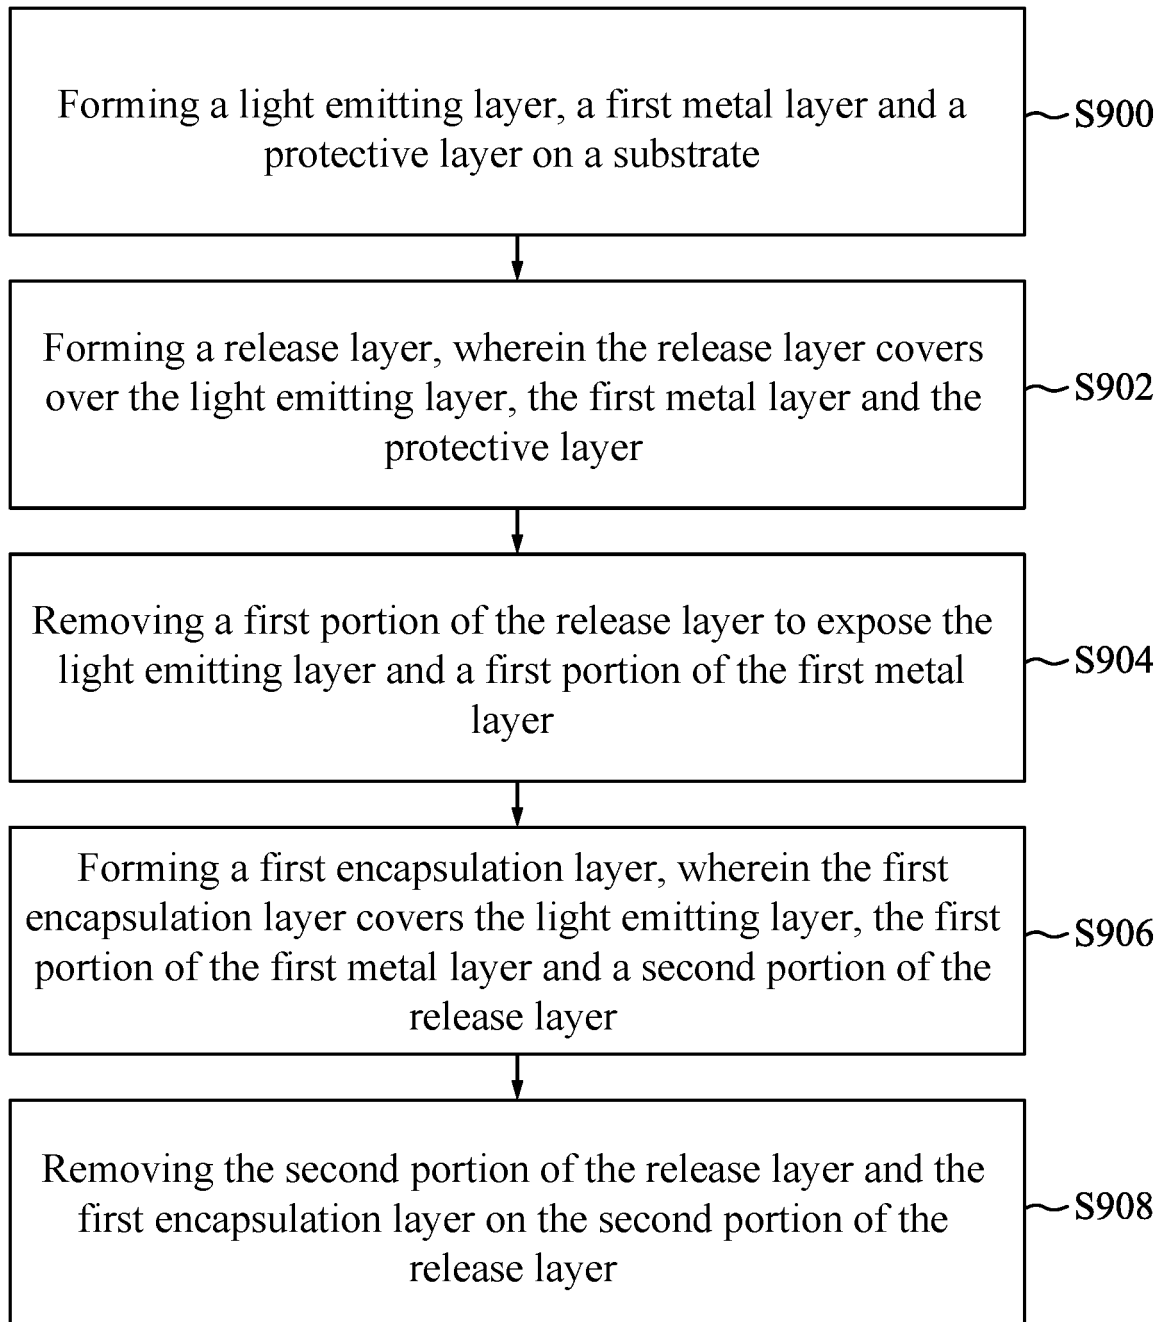 Forming a light emitting layer, a first metal layer and a
protective layer on a substrate
S900
Forming a release layer, wherein the release layer covers
over the light emitting layer, the first metal layer and the
protective layer
S902
Removing a first portion of the release layer to expose the
light emitting layer and a first portion of the first metal
layer
S904
Forming a first encapsulation layer, wherein the first
encapsulation layer covers the light emitting layer, the first
portion of the first metal layer and a second portion of the
release layer
S906
Removing the second portion of the release layer and the
first encapsulation layer on the second portion of the
release layer
S908